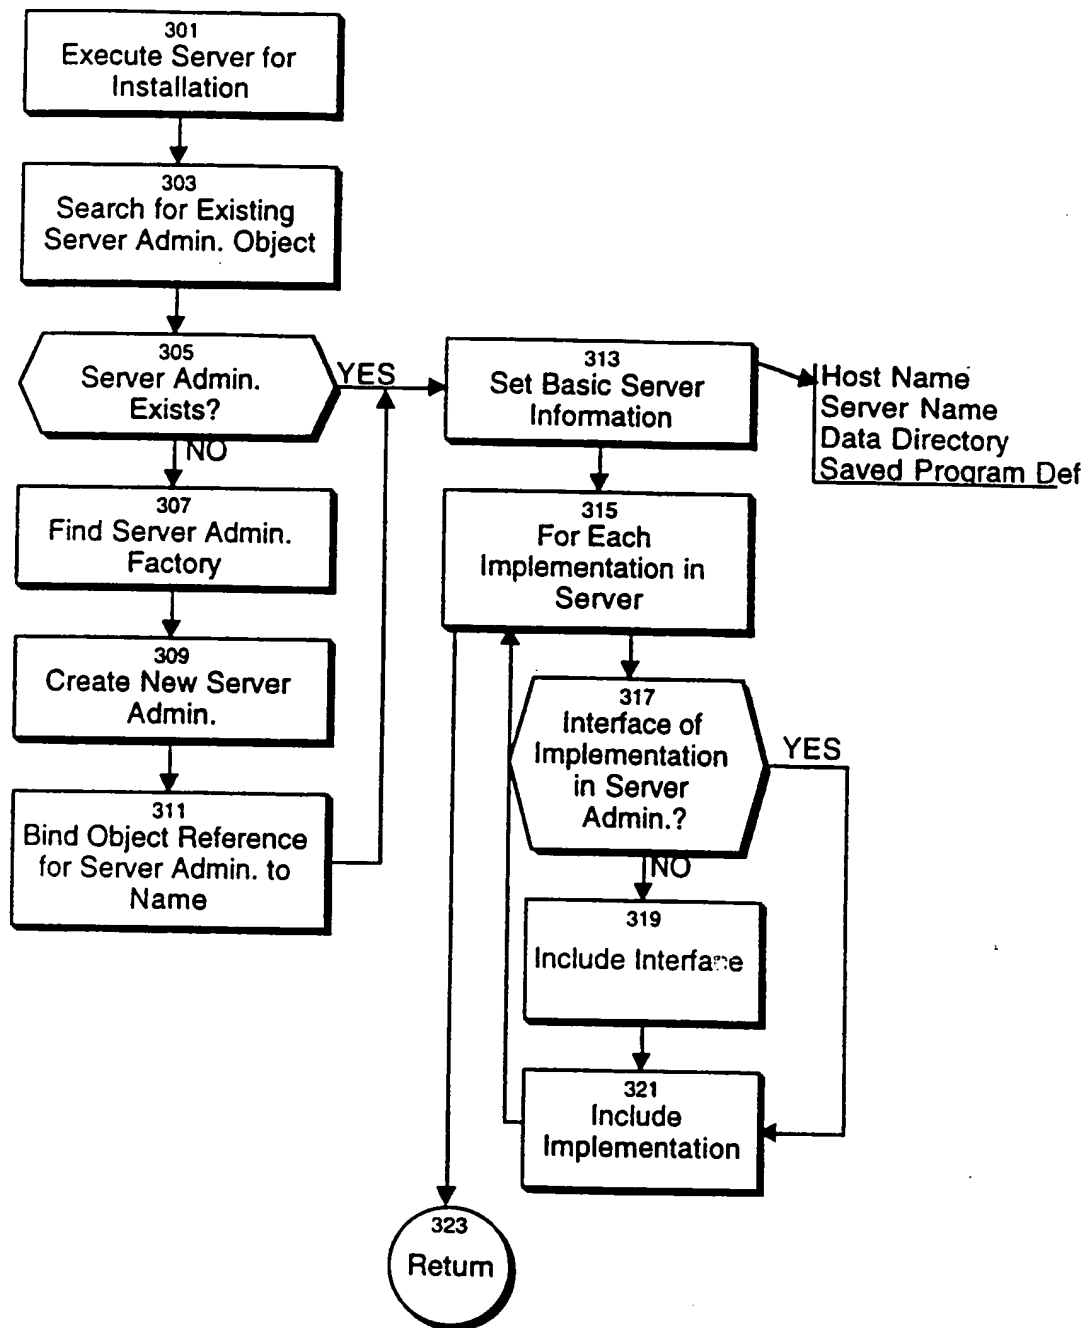 301
Execute Server for
Installation
303
Search for Existing
Server Admin. Object
305
Server Admin.
Exists?
YES
NO
307
Find Server Admin.
Factory
309
Create New Server
Admin.
311
Bind Object Reference
for Server Admin. to
Name
313
Set Basic Server
Information
Host Name
Server Name
Data Directory
Saved Program Def
315
For Each
Implementation in
Server
317
Interface of
Implementation
in Server
Admin.?
YES
NO
319
Include Interface
321
Include
Implementation
323
Return